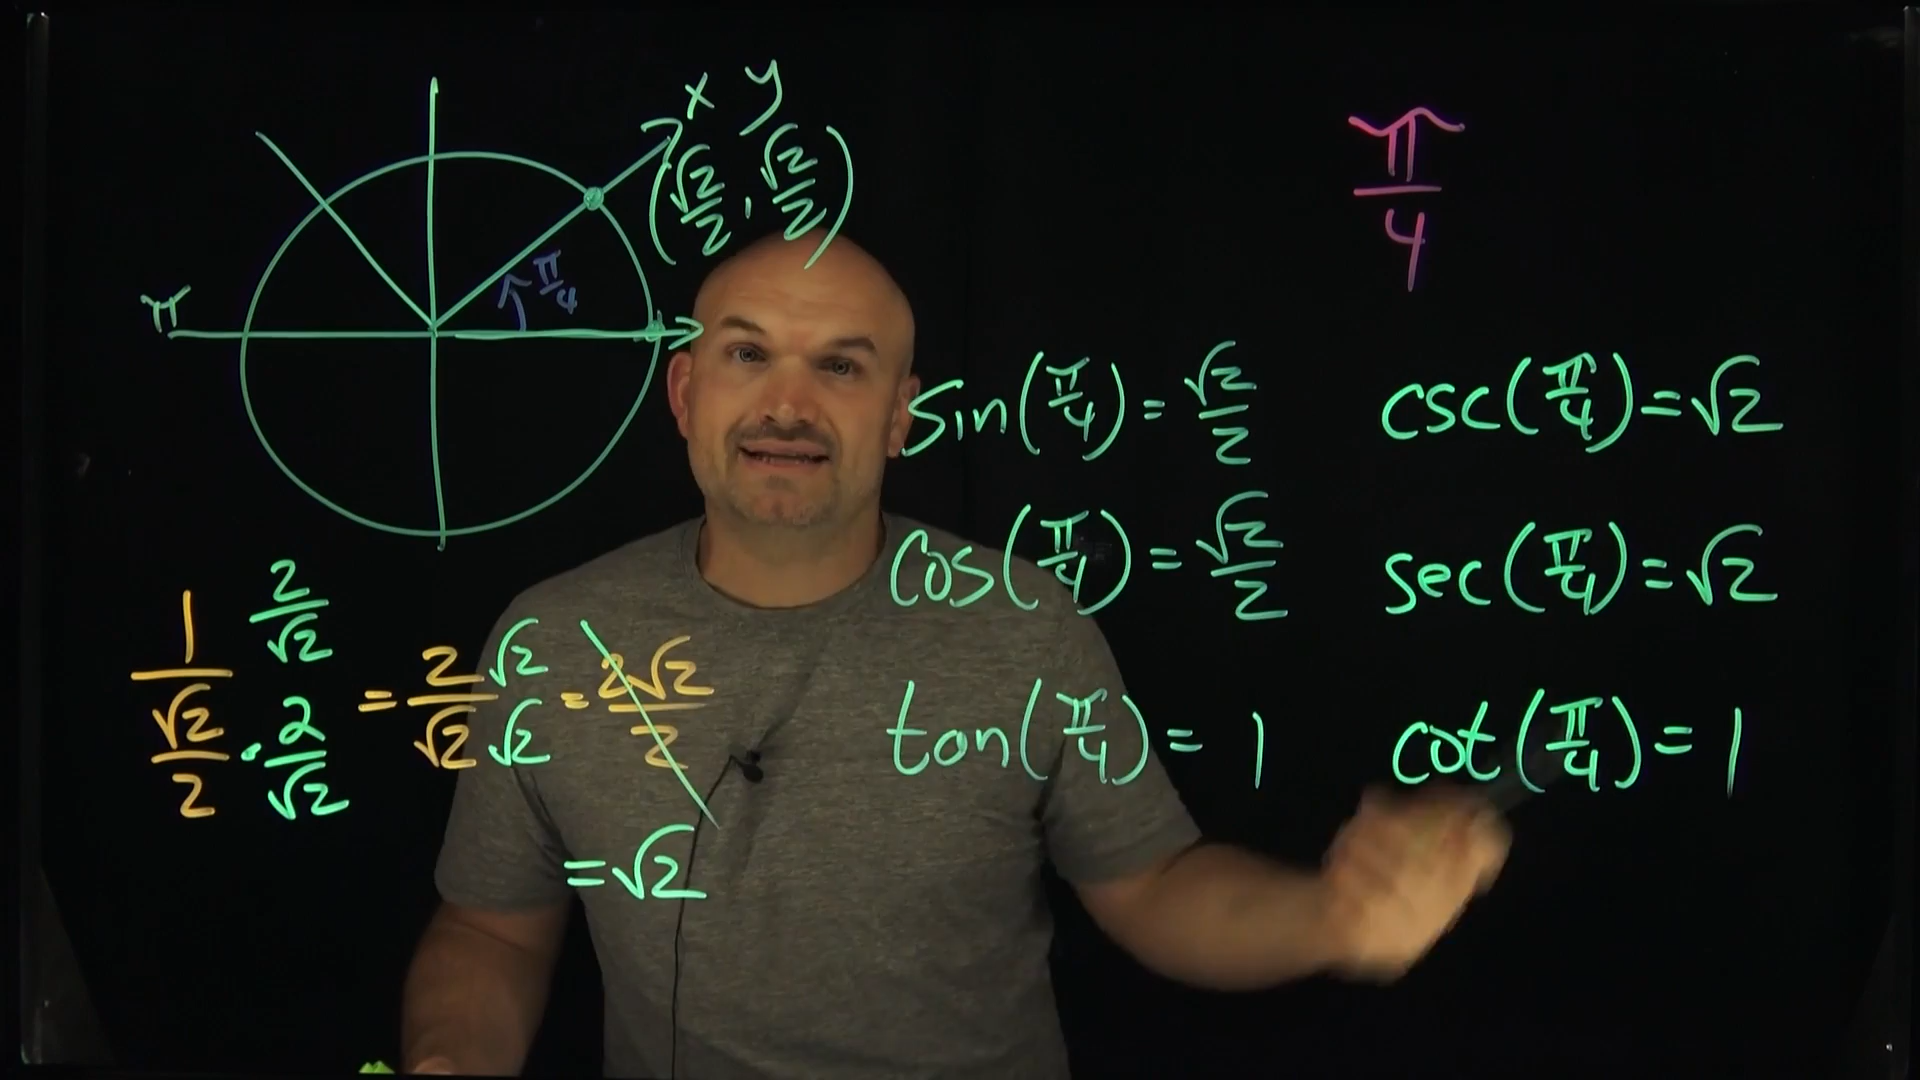 x y
(√2/2, √2/2)
π/4
π
π/4
sin(π/4) = √2/2
csc(π/4) = √2
cos(π/4) = √2/2
sec(π/4) = √2
tan(π/4) = 1
cot(π/4) = 1
2/√2
1/(√2/2) · 2/√2 = 2√2/√2√2 = 2√2/2
= √2